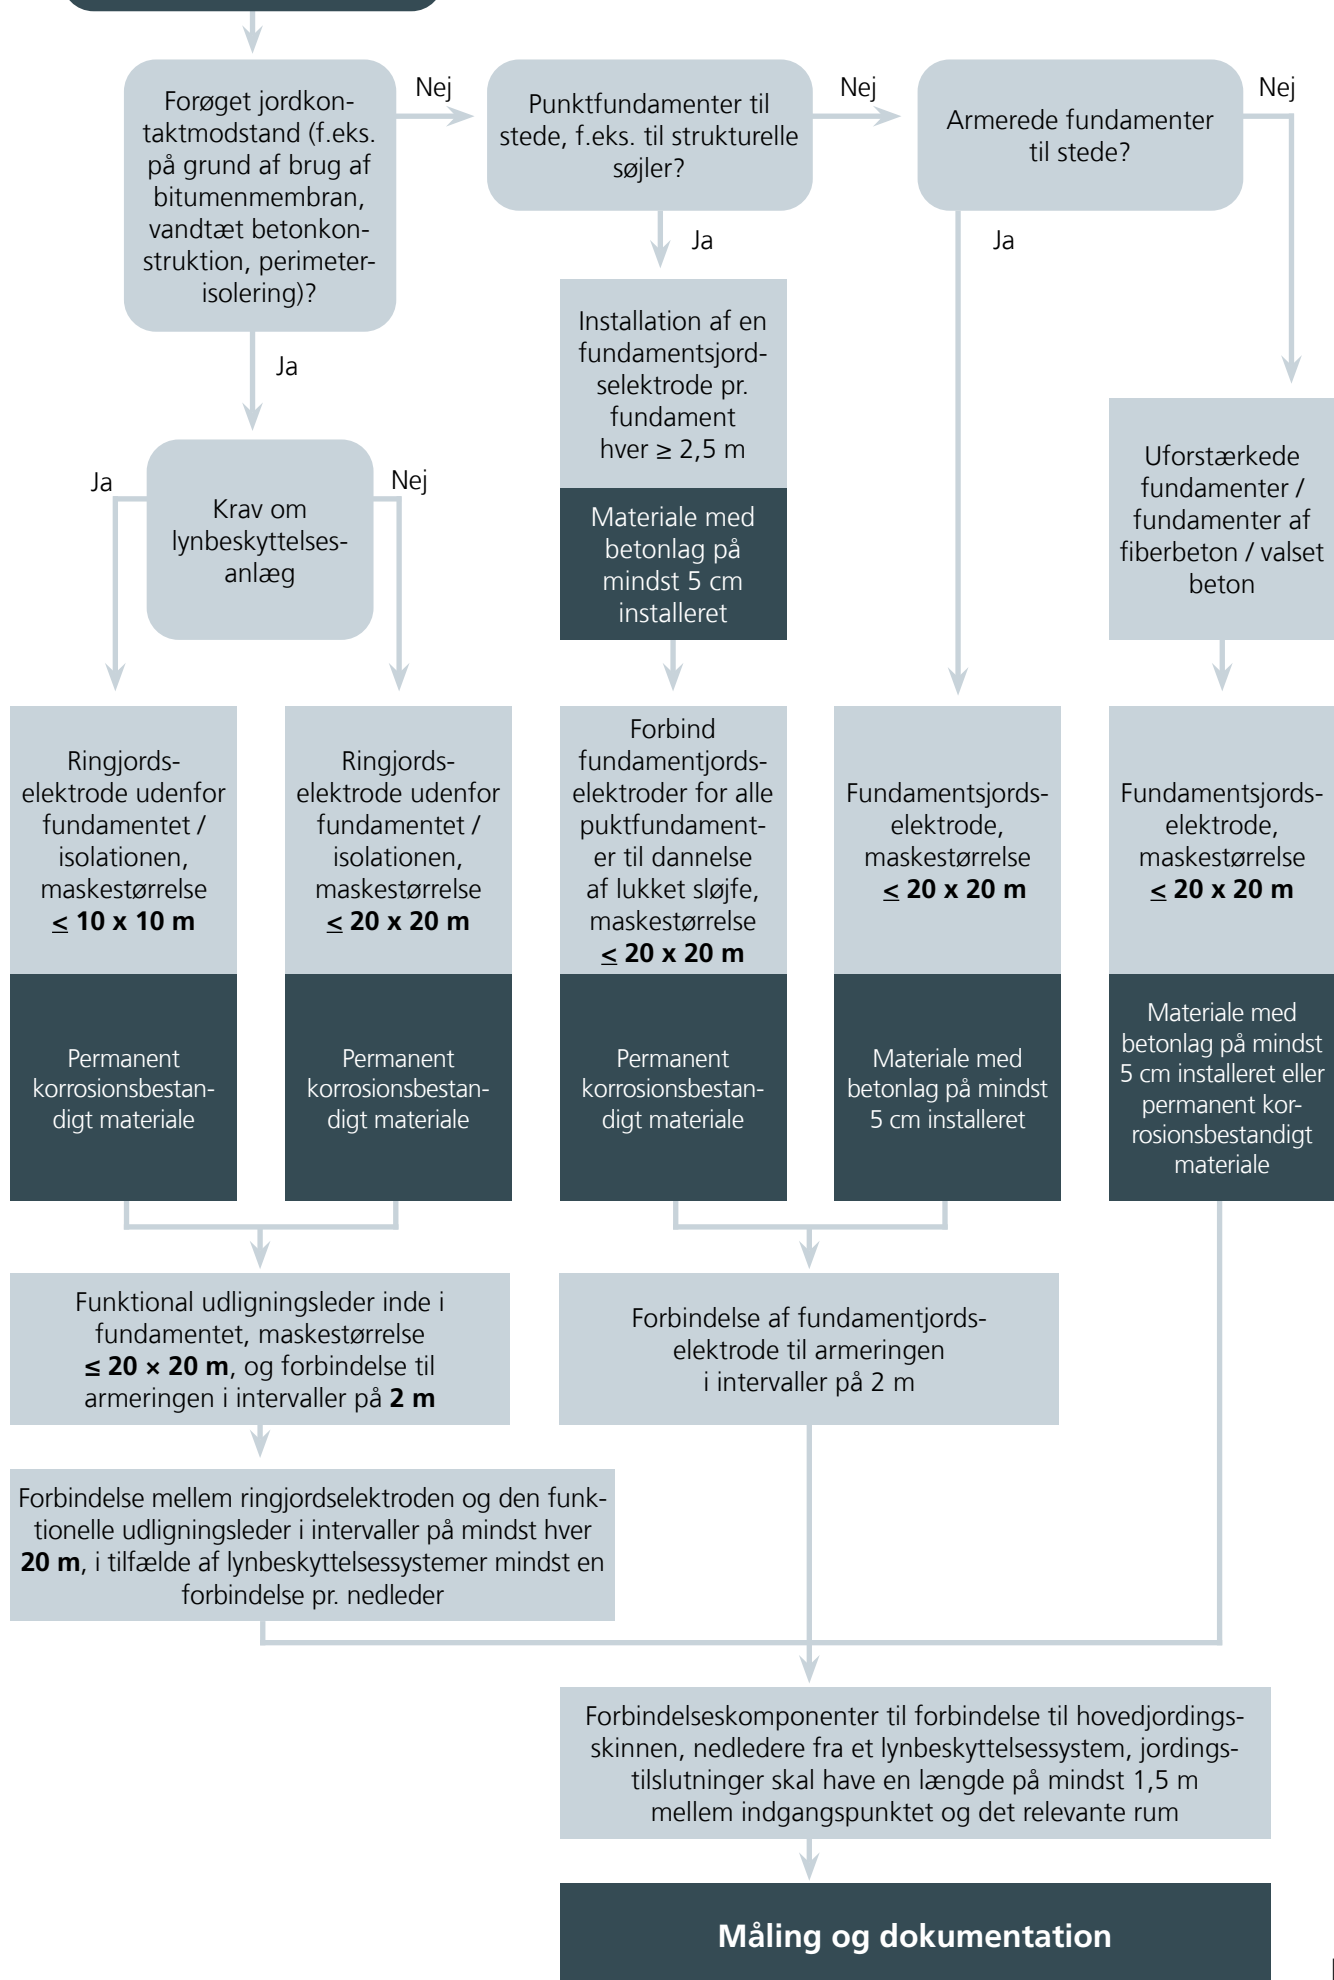 Forøget jordkon-
taktmodstand (f.eks.
på grund af brug af
bitumenmembran,
vandtæt betonkon-
struktion, perimeter-
isolering)?
Nej
Punktfundamenter til
stede, f.eks. til strukturelle
søjler?
Nej
Armerede fundamenter
til stede?
Nej
Ja
Ja
Ja
Installation af en
fundamentsjord-
selektrode pr.
fundament
hver ≥ 2,5 m
Materiale med
betonlag på
mindst 5 cm
installeret
Uforstærkede
fundamenter /
fundamenter af
fiberbeton / valset
beton
Ja
Krav om
lynbeskyttelses-
anlæg
Nej
Ringjords-
elektrode udenfor
fundamentet /
isolationen,
maskestørrelse
≤ 10 x 10 m
Permanent
korrosionsbestan-
digt materiale
Ringjords-
elektrode udenfor
fundamentet /
isolationen,
maskestørrelse
≤ 20 x 20 m
Permanent
korrosionsbestan-
digt materiale
Forbind
fundamentjords-
elektroder for alle
puktfundament-
er til dannelse
af lukket sløjfe,
maskestørrelse
≤ 20 x 20 m
Permanent
korrosionsbestan-
digt materiale
Fundamentsjords-
elektrode,
maskestørrelse
≤ 20 x 20 m
Materiale med
betonlag på mindst
5 cm installeret
Fundamentsjords-
elektrode,
maskestørrelse
≤ 20 x 20 m
Materiale med
betonlag på mindst
5 cm installeret eller
permanent kor-
rosionsbestandigt
materiale
Funktional udligningsleder inde i
fundamentet, maskestørrelse
≤ 20 × 20 m, og forbindelse til
armeringen i intervaller på 2 m
Forbindelse af fundamentjords-
elektrode til armeringen
i intervaller på 2 m
Forbindelse mellem ringjordselektroden og den funk-
tionelle udligningsleder i intervaller på mindst hver
20 m, i tilfælde af lynbeskyttelsessystemer mindst en
forbindelse pr. nedleder
Forbindelseskomponenter til forbindelse til hovedjordings-
skinnen, nedledere fra et lynbeskyttelsessystem, jordings-
tilslutninger skal have en længde på mindst 1,5 m
mellem indgangspunktet og det relevante rum
Måling og dokumentation